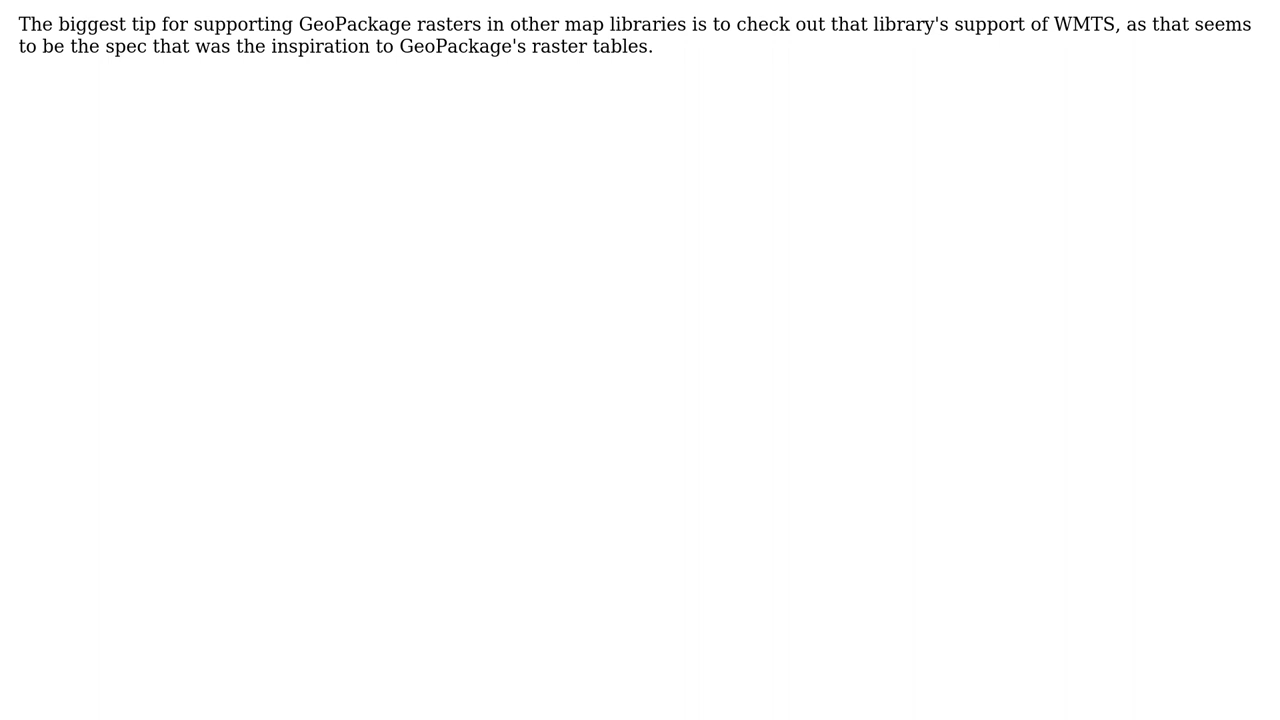 The biggest tip for supporting GeoPackage rasters in other map libraries is to check out that library's support of WMTS, as that seems
to be the spec that was the inspiration to GeoPackage's raster tables.